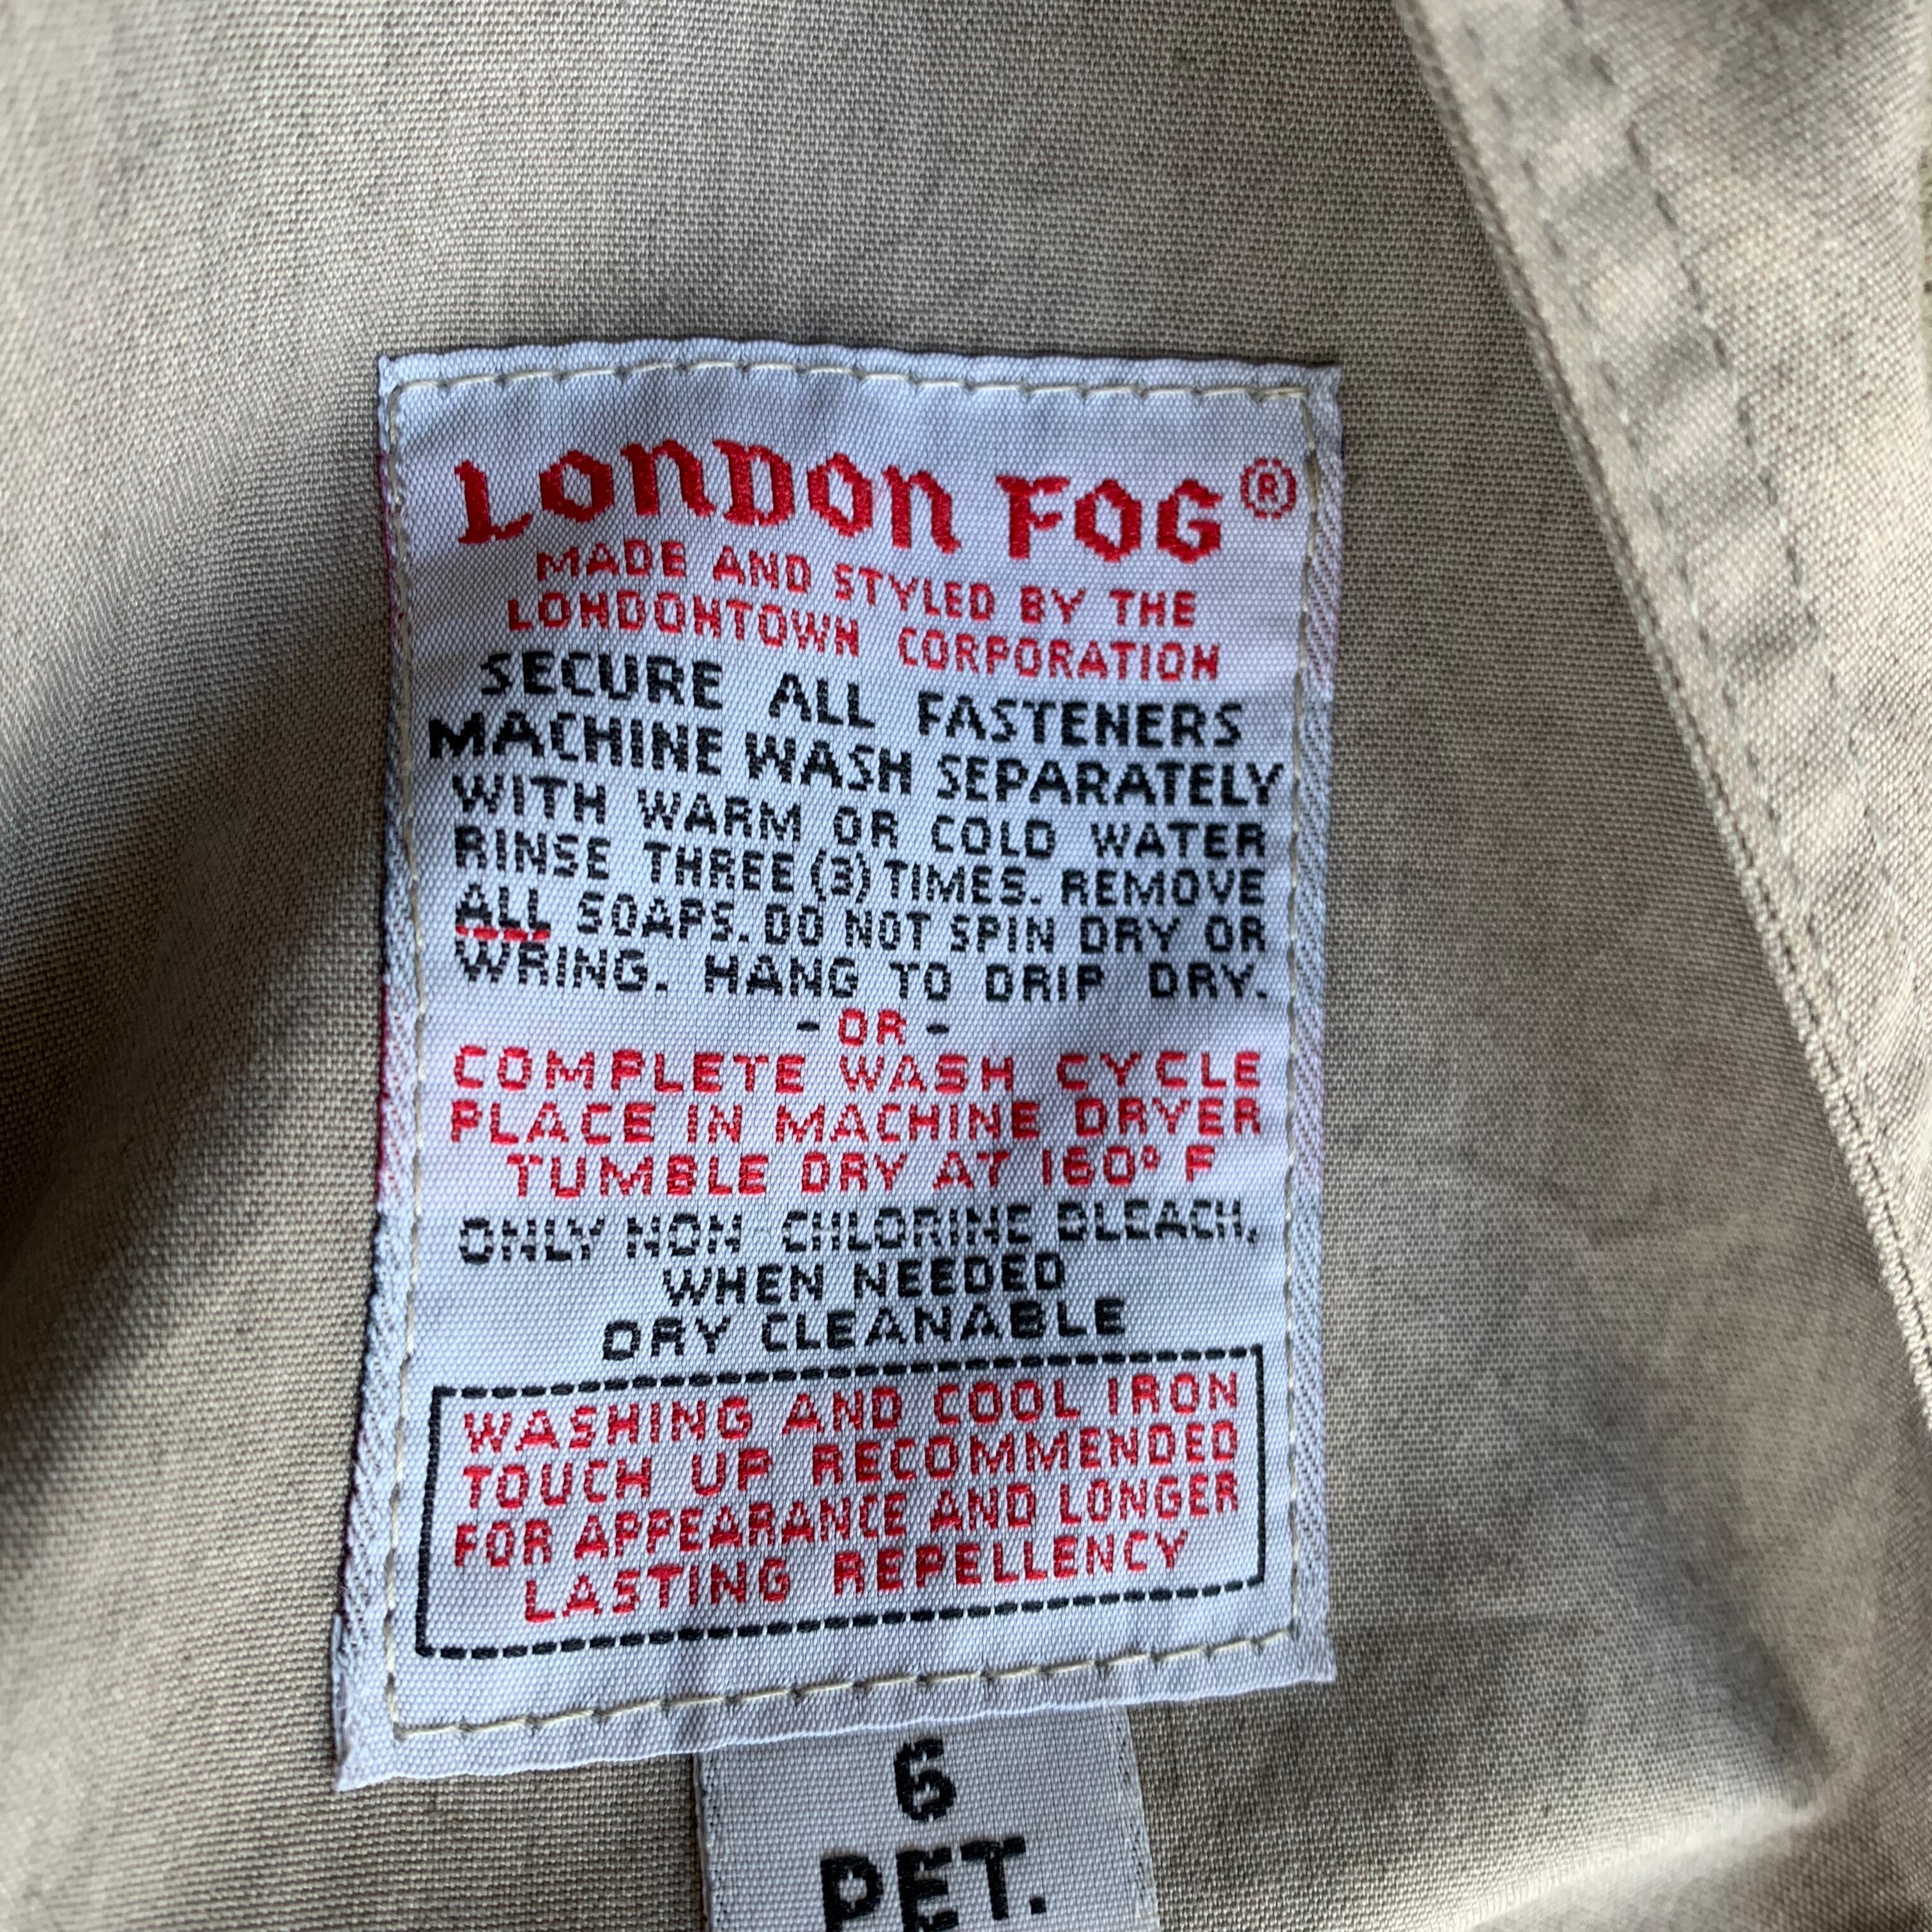 LONDON FOG®
MADE AND STYLED BY THE
LONDONTOWN CORPORATION
SECURE ALL FASTENERS
MACHINE WASH SEPARATELY
WITH WARM OR COLD WATER
RINSE THREE (3) TIMES. REMOVE
ALL SOAPS. DO NOT SPIN DRY OR
WRING. HANG TO DRIP DRY.
- OR -
COMPLETE WASH CYCLE
PLACE IN MACHINE DRYER
TUMBLE DRY AT 160° F
ONLY NON-CHLORINE BLEACH,
WHEN NEEDED
DRY CLEANABLE
WASHING AND COOL IRON
TOUCH UP RECOMMENDED
FOR APPEARANCE AND LONGER
LASTING REPELLENCY
6
PET.